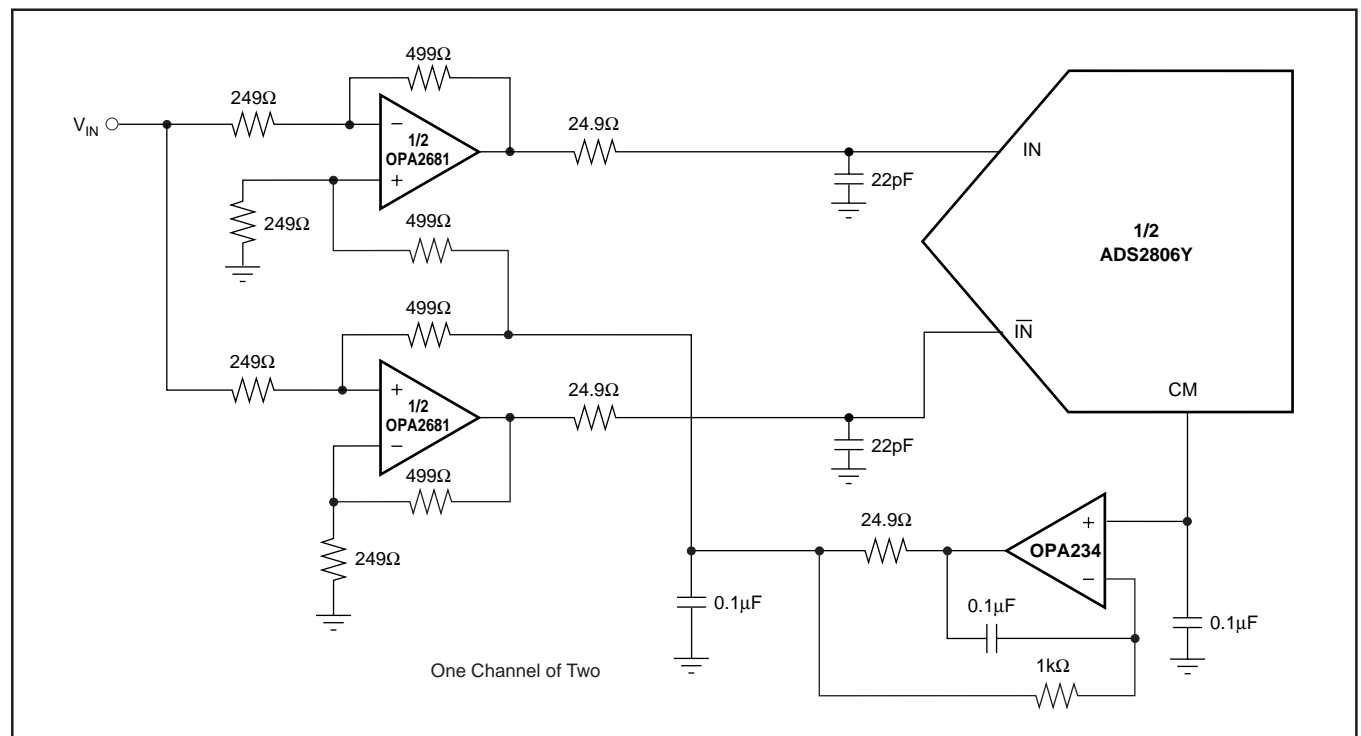 499Ω
249Ω
V_IN
−
1/2
OPA2681
+
24.9Ω
IN
22pF
249Ω
499Ω
1/2
ADS2806Y
499Ω
249Ω
+
1/2
OPA2681
−
24.9Ω
I̅N̅
CM
22pF
499Ω
249Ω
24.9Ω
+
OPA234
−
0.1µF
0.1µF
0.1µF
1kΩ
One Channel of Two